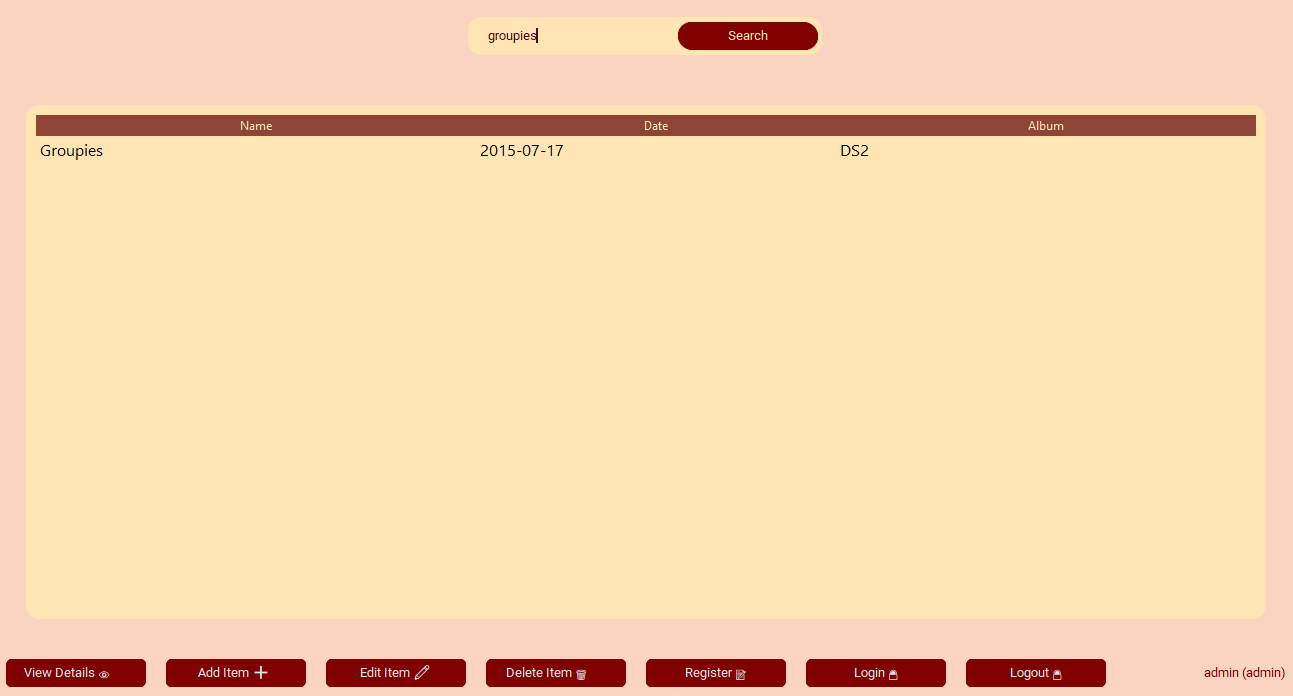 groupies Search
Name Date Album
Groupies 2015-07-17 DS2
View Details Add Item Edit Item Delete Item Register Login Logout admin (admin)